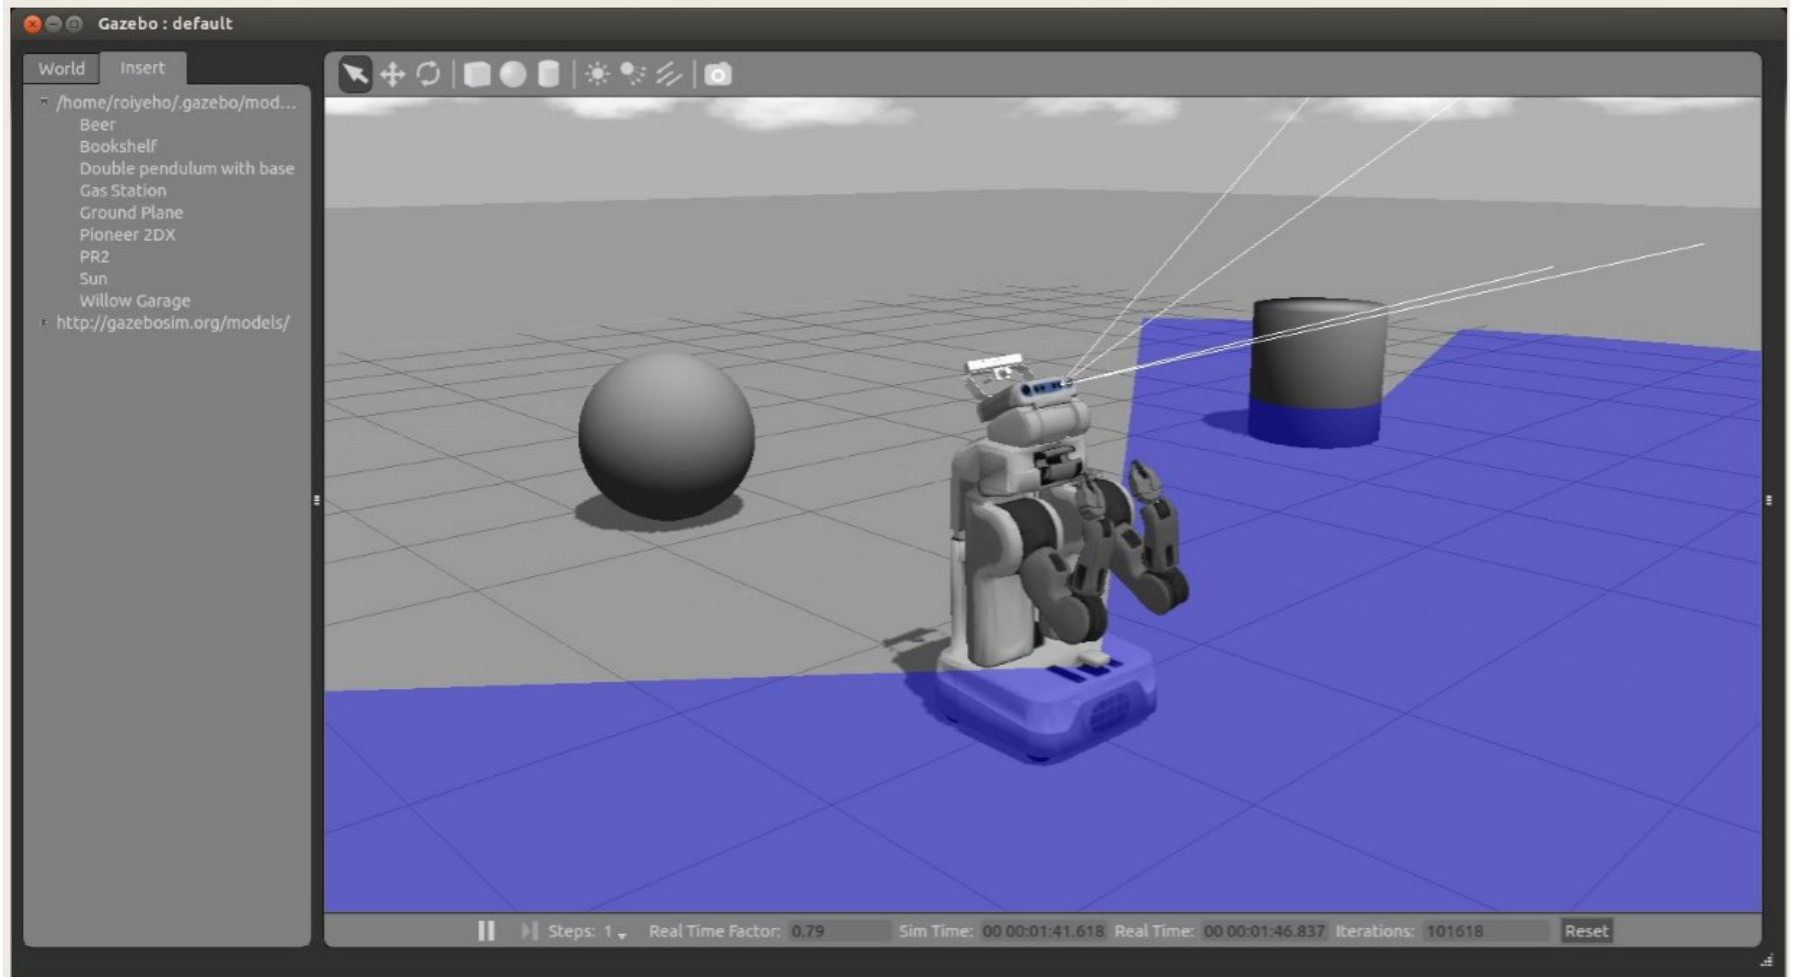 Gazebo : default
World Insert
/home/roiyeho/.gazebo/mod...
Beer
Bookshelf
Double pendulum with base
Gas Station
Ground Plane
Pioneer 2DX
PR2
Sun
Willow Garage
http://gazebosim.org/models/
Steps: 1 Real Time Factor: 0.79 Sim Time: 00 00:01:41.618 Real Time: 00 00:01:46.837 Iterations: 101618 Reset